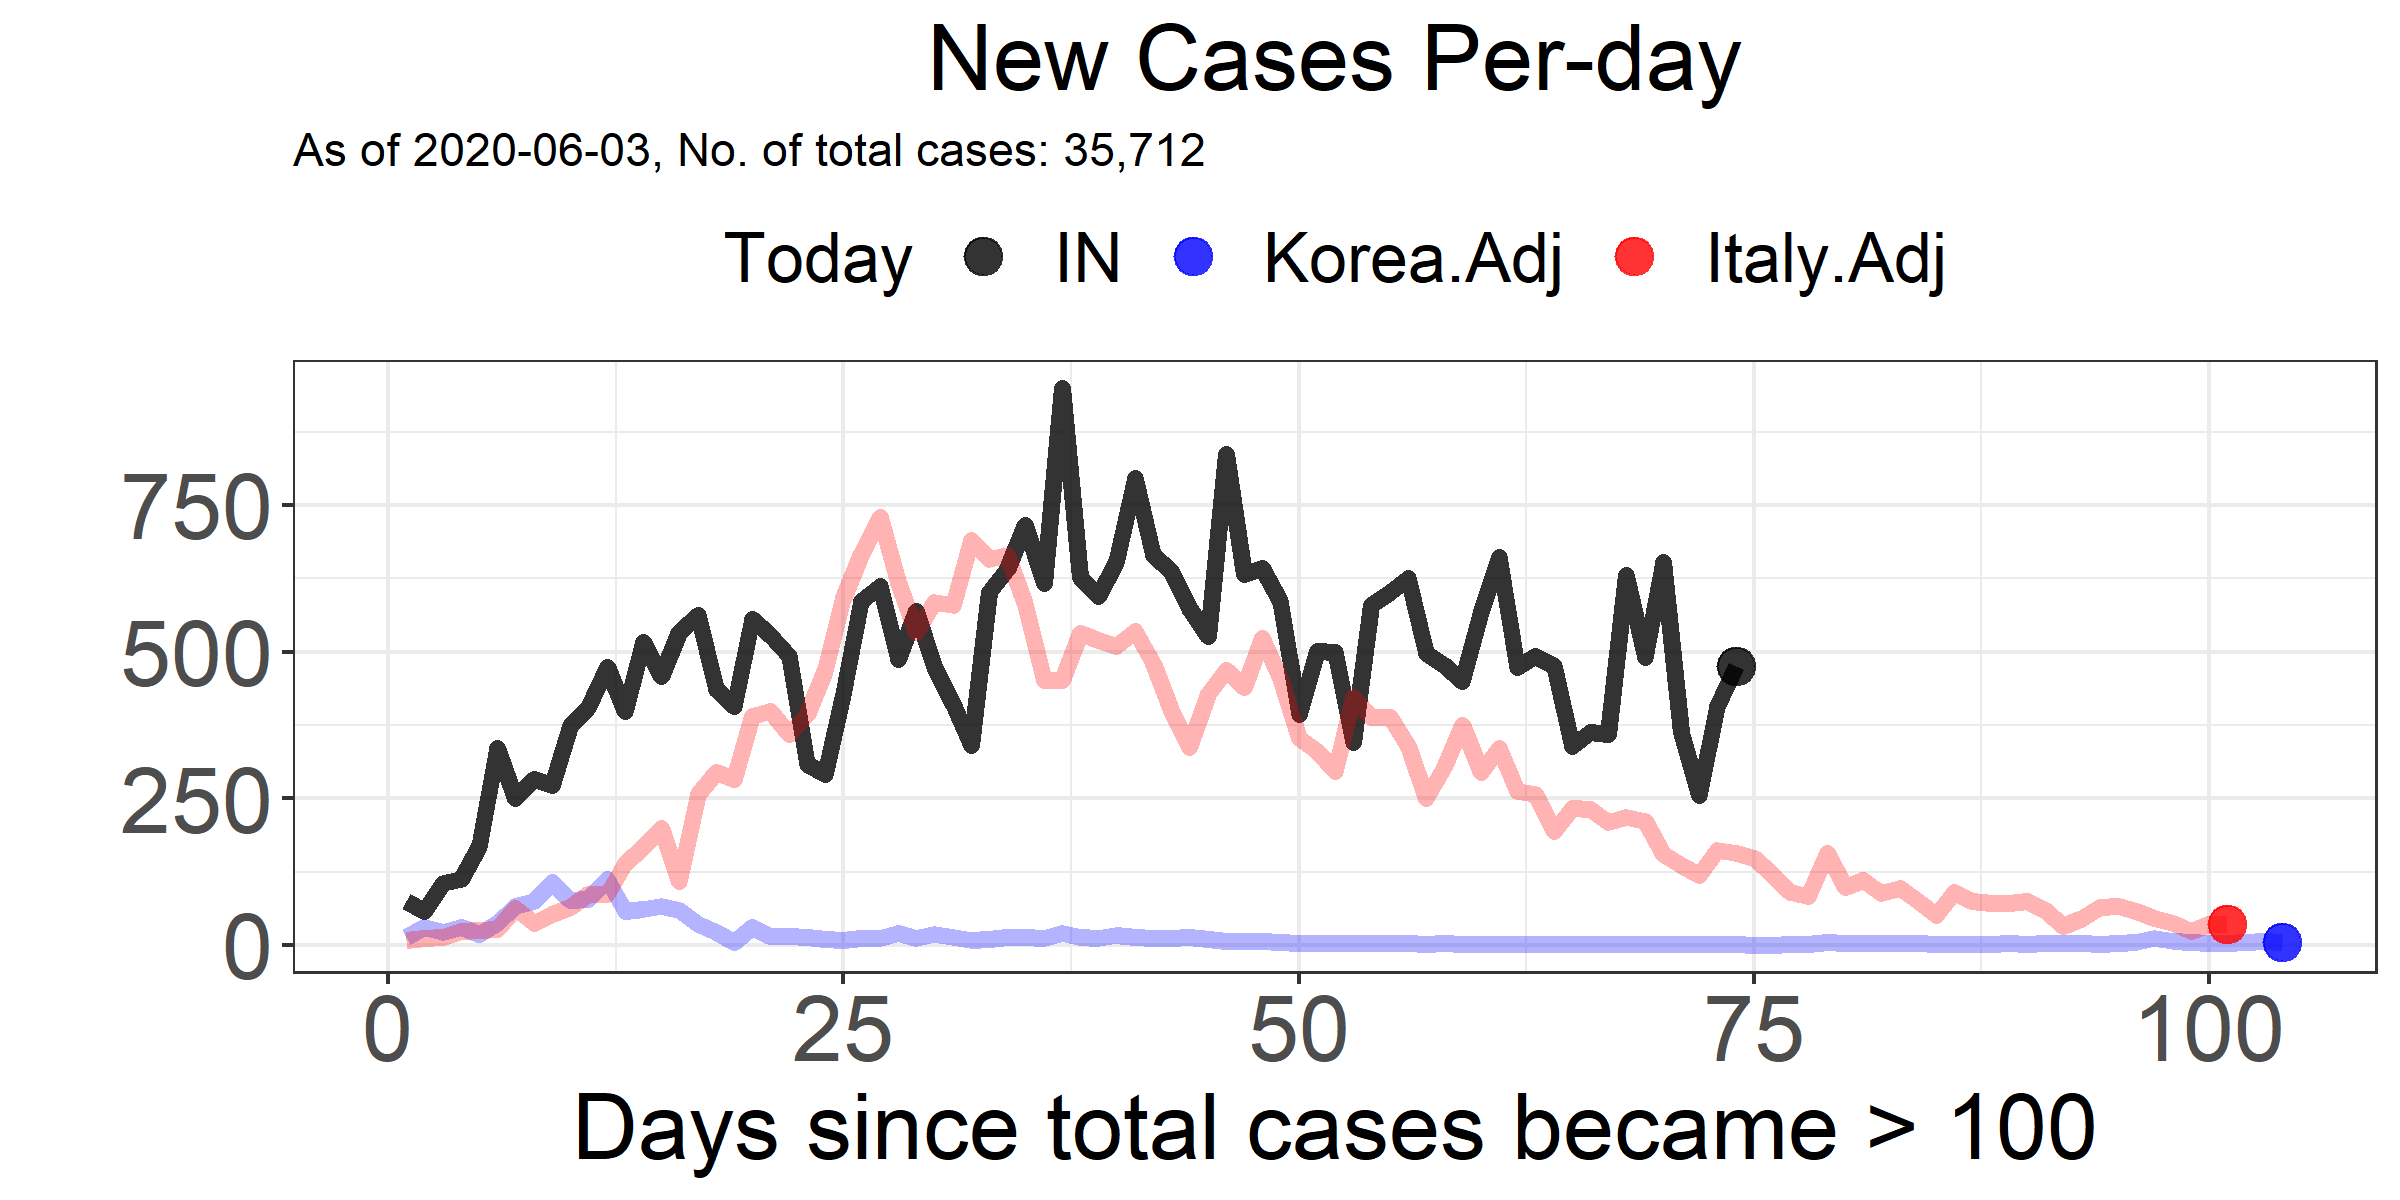 New Cases Per-day
As of 2020-06-03, No. of total cases: 35,712
Today IN Korea.Adj Italy.Adj
750
500
250
0
0 25 50 75 100
Days since total cases became > 100